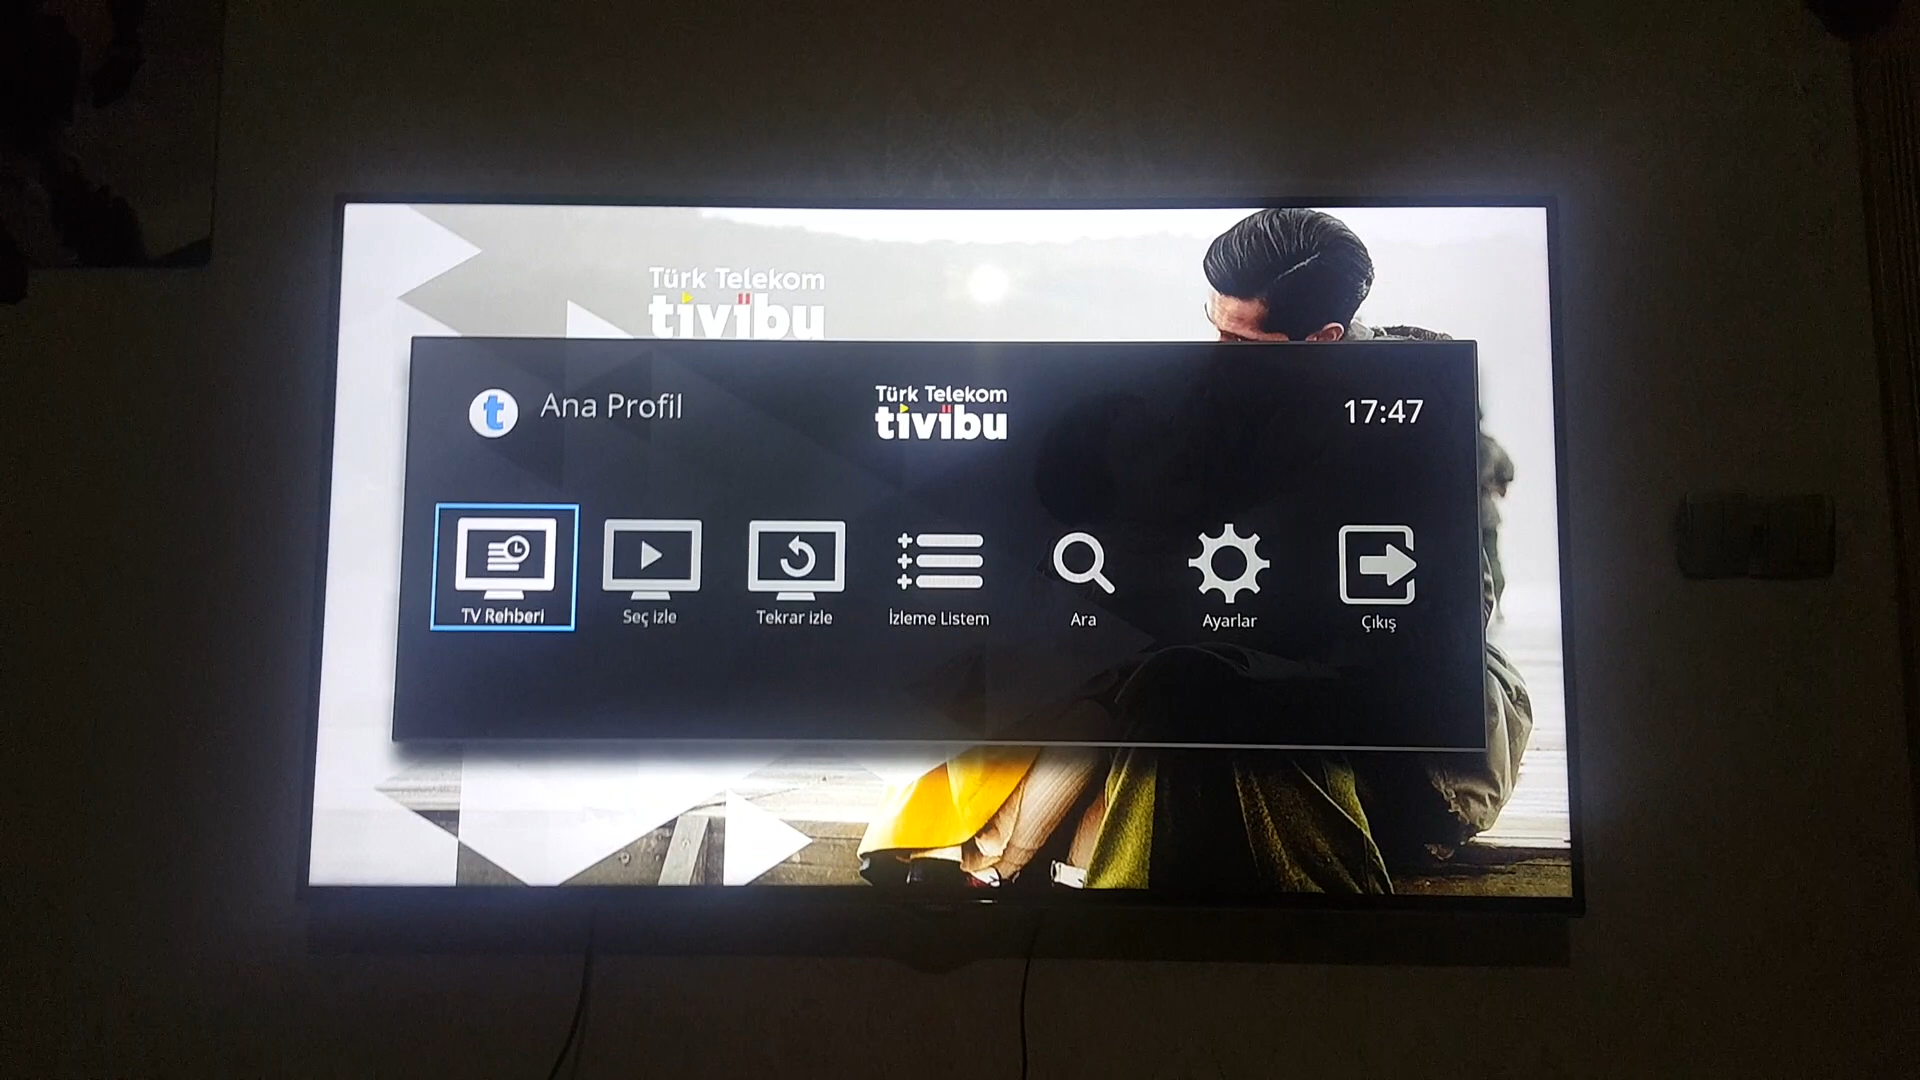 Türk Telekom
tivibu
Ana Profil
Türk Telekom
tivibu
17:47
TV Rehberi
Seç izle
Tekrar izle
İzleme Listem
Ara
Ayarlar
Çıkış